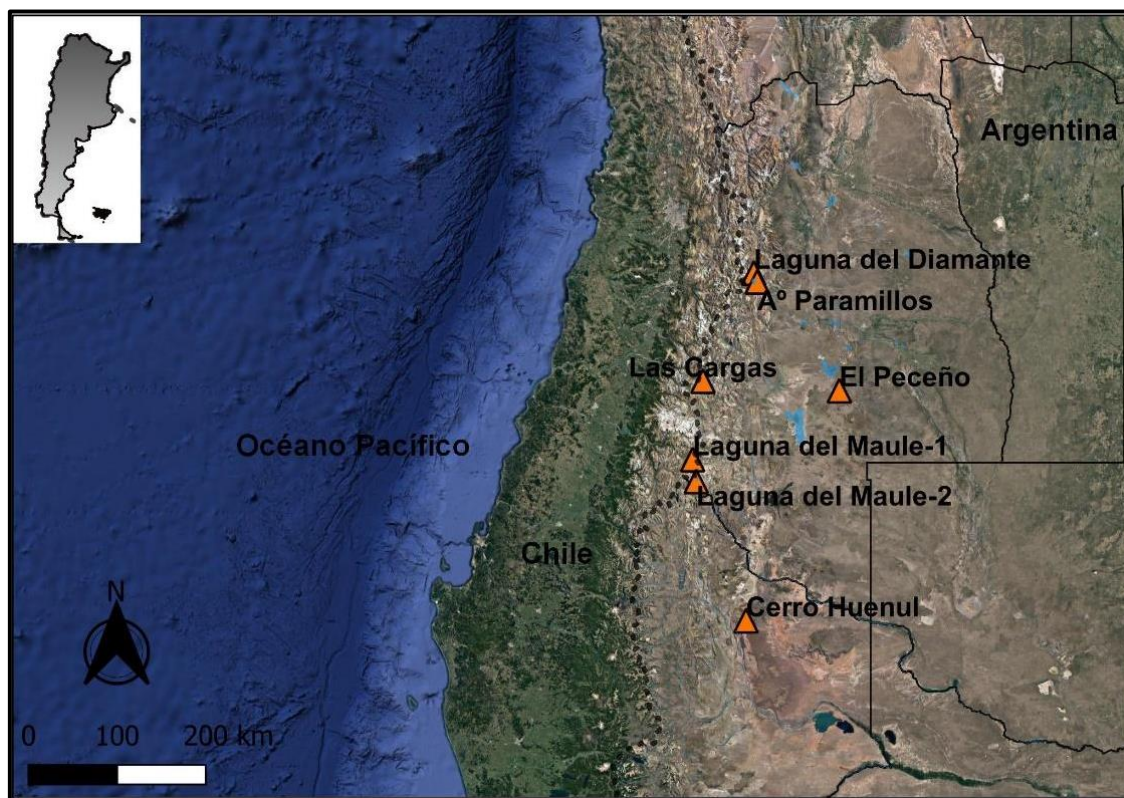 Argentina
Laguna del Diamante
Aº Paramillos
Las Cargas
El Peceño
Océano Pacífico
Laguna del Maule-1
Laguna del Maule-2
Chile
N
Cerro Huenul
0 100 200 km